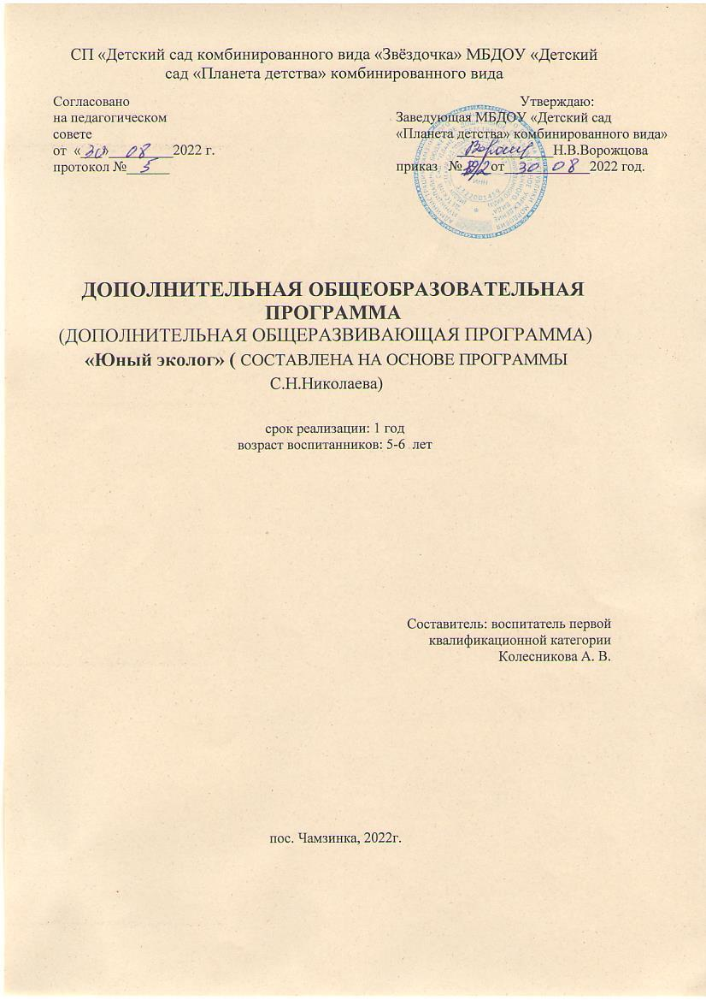 СП «Детский сад комбинированного вида «Звёздочка» МБДОУ «Детский
сад «Планета детства» комбинированного вида
Согласовано
на педагогическом
совете
от «30» 08 2022 г.
протокол № 5
Утверждаю:
Заведующая МБДОУ «Детский сад
«Планета детства» комбинированного вида»
Н.В.Ворожцова
приказ № от 30 08 2022 год.
ДОПОЛНИТЕЛЬНАЯ ОБЩЕОБРАЗОВАТЕЛЬНАЯ
ПРОГРАММА
(ДОПОЛНИТЕЛЬНАЯ ОБЩЕРАЗВИВАЮЩАЯ ПРОГРАММА)
«Юный эколог» ( СОСТАВЛЕНА НА ОСНОВЕ ПРОГРАММЫ
С.Н.Николаева)
срок реализации: 1 год
возраст воспитанников: 5-6 лет
Составитель: воспитатель первой
квалификационной категории
Колесникова А. В.
пос. Чамзинка, 2022г.